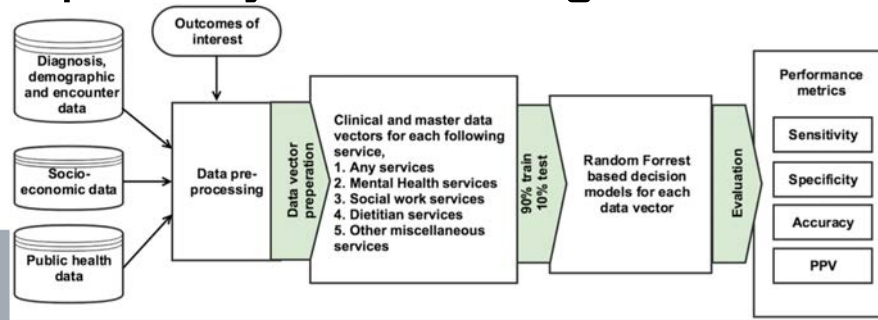 Outcomes of
interest
Diagnosis,
demographic
and encounter
data
Socio-
economic data
Public health
data
Data pre-
processing
Data vector
preperation
Clinical and master data
vectors for each following
service,
1. Any services
2. Mental Health services
3. Social work services
4. Dietitian services
5. Other miscellaneous
services
90% train
10% test
Random Forrest
based decision
models for each
data vector
Evaluation
Performance
metrics
Sensitivity
Specificity
Accuracy
PPV